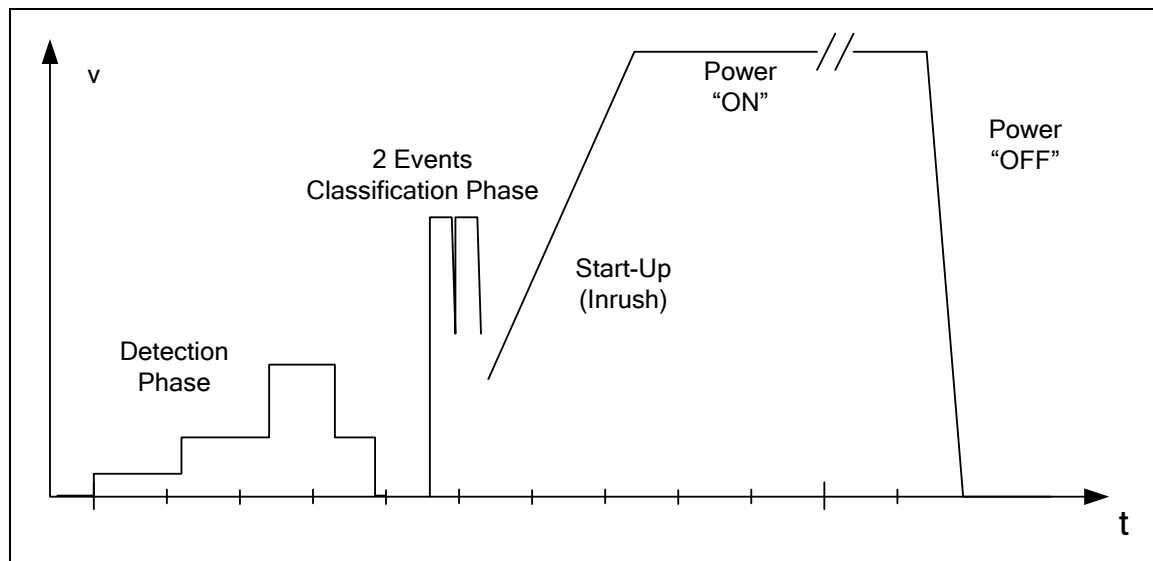 v
Power
“ON”
Power
“OFF”
2 Events
Classification Phase
Start-Up
(Inrush)
Detection
Phase
t